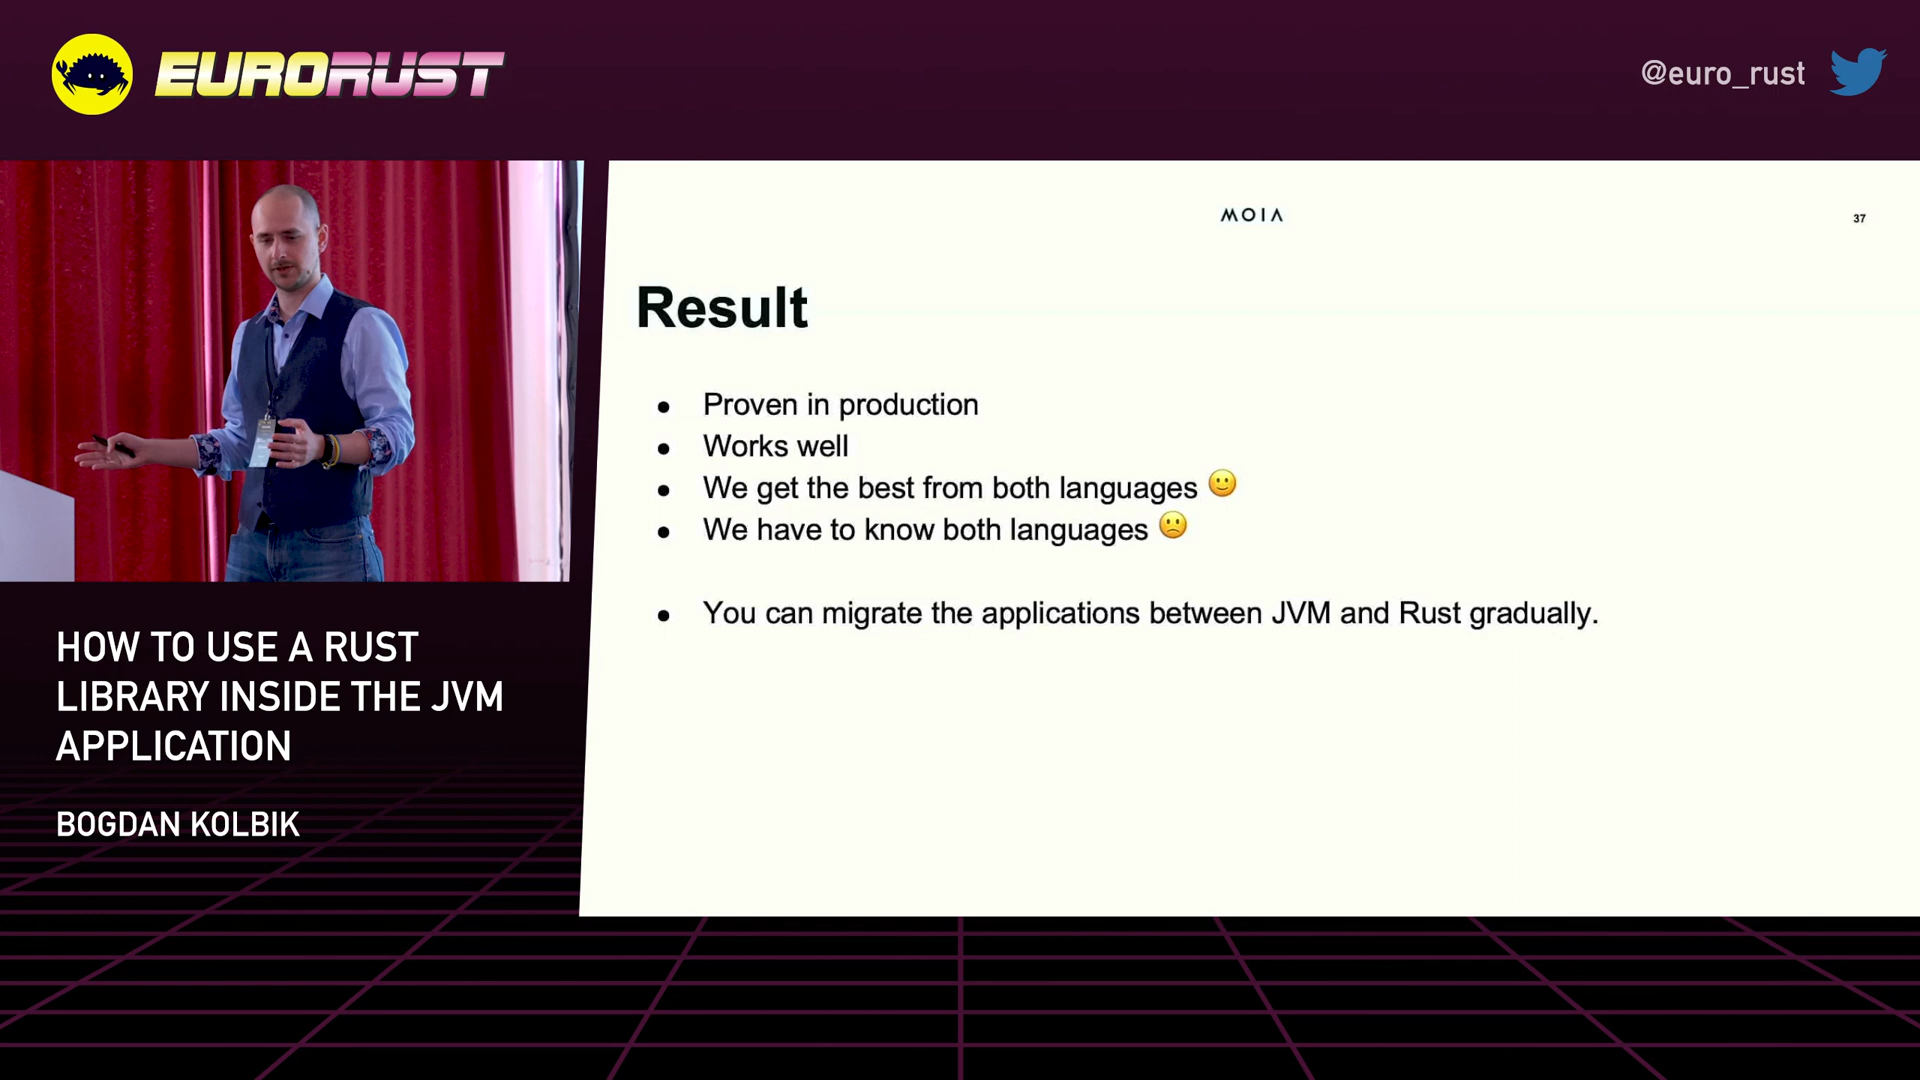 EURORUST
@euro_rust
MOIA
37
Result
● Proven in production
● Works well
● We get the best from both languages 🙂
● We have to know both languages 🙁
● You can migrate the applications between JVM and Rust gradually.
HOW TO USE A RUST
LIBRARY INSIDE THE JVM
APPLICATION
BOGDAN KOLBIK